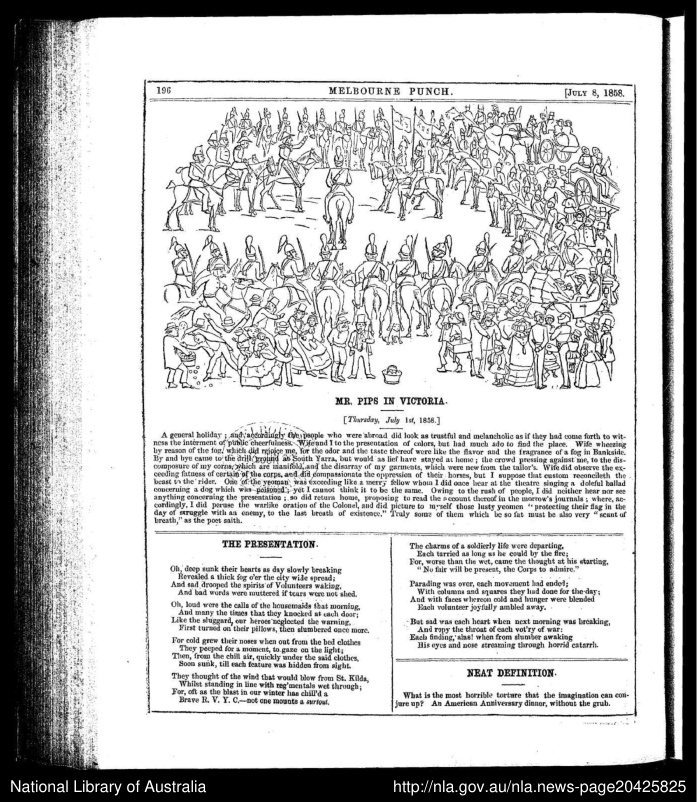 196
MELBOURNE PUNCH.
[JULY 8, 1858.
MR. PIPS IN VICTORIA.
[Thursday, July 1st, 1858.]
A general holiday; and accordingly the people who were abroad did look as trustful and melancholic as if they had come forth to wit-
ness the interment of public cheerfulness. Wife and I to the presentation of colors, but had much ado to find the place. Wife wheezing
by reason of the fog, which did rejoice me, for the odor and the taste thereof were like the flavor and the fragrance of a fog in Bankside.
By and bye came to the drill ground at South Yarra, but would as lief have stayed at home; the crowd pressing against me, to the dis-
composure of my corns, which are manifold, and the disarray of my garments, which were new from the tailor's. Wife did observe the ex-
ceeding fatness of certain of the corps, and did compassionate the oppression of their horses, but I suppose that custom reconcileth the
beast to the rider. One of the yeoman was exceeding like a merry fellow whom I did once hear at the theatre singing a doleful ballad
concerning a dog which was poisoned; yet I cannot think it to be the same. Owing to the rush of people, I did neither hear nor see
anything concerning the presentation; so did return home, proposing to read the account thereof in the morrow's journals; where, ac-
cordingly, I did peruse the warlike oration of the Colonel, and did picture to myself those lusty yeomen "protecting their flag in the
day of struggle with an enemy, to the last breath of existence." Truly some of them which be so fat must be also very "scant of
breath," as the poet saith.
THE PRESENTATION.
Oh, deep sunk their hearts as day slowly breaking
Revealed a thick fog o'er the city wide spread;
And sad drooped the spirits of Volunteers waking,
And bad words were muttered if tears were not shed.
Oh, loud were the calls of the housemaids that morning,
And many the times that they knocked at each door;
Like the sluggard, our heroes neglected the warning,
First turned on their pillows, then slumbered once more.
For cold grew their noses when out from the bed clothes
They peeped for a moment, to gaze on the light;
Then, from the chill air, quickly under the said clothes,
Soon sunk, till each feature was hidden from sight.
They thought of the wind that would blow from St. Kilda,
Whilst standing in line with reg'mentals wet through;
For, oft as the blast in our winter has chill'd a
Brave R. V. Y. C.—not one mounts a surtout.
The charms of a soldierly life were departing,
Each tarried as long as he could by the fire;
For, worse than the wet, came the thought at his starting,
"No fair will be present, the Corps to admire."
Parading was over, each movement had ended;
With columns and squares they had done for the day;
And with faces whereon cold and hunger were blended
Each volunteer joyfully ambled away.
But sad was each heart when next morning was breaking,
And ropy the throat of each vot'ry of war;
Each finding, alas! when from slumber awaking
His eyes and nose streaming through horrid catarrh.
NEAT DEFINITION.
What is the most horrible torture that the imagination can con-
jure up? An American Anniversary dinner, without the grub.
National Library of Australia
http://nla.gov.au/nla.news-page20425825